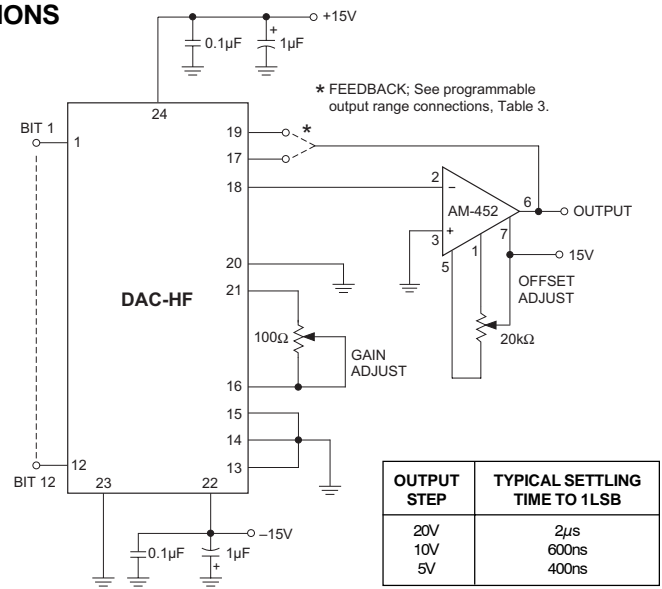 IONS
+15V
0.1µF
+
1µF
* FEEDBACK; See programmable
output range connections, Table 3.
24
BIT 1
1
19
*
17
18
2
–
AM-452
6
OUTPUT
+
3
1
7
5
15V
OFFSET
ADJUST
20kΩ
20
DAC-HF
21
100Ω
GAIN
ADJUST
16
15
14
13
12
BIT 12
23
22
–15V
0.1µF
1µF
+
OUTPUT STEP TYPICAL SETTLING TIME TO 1LSB
20V 2µs
10V 600ns
5V 400ns